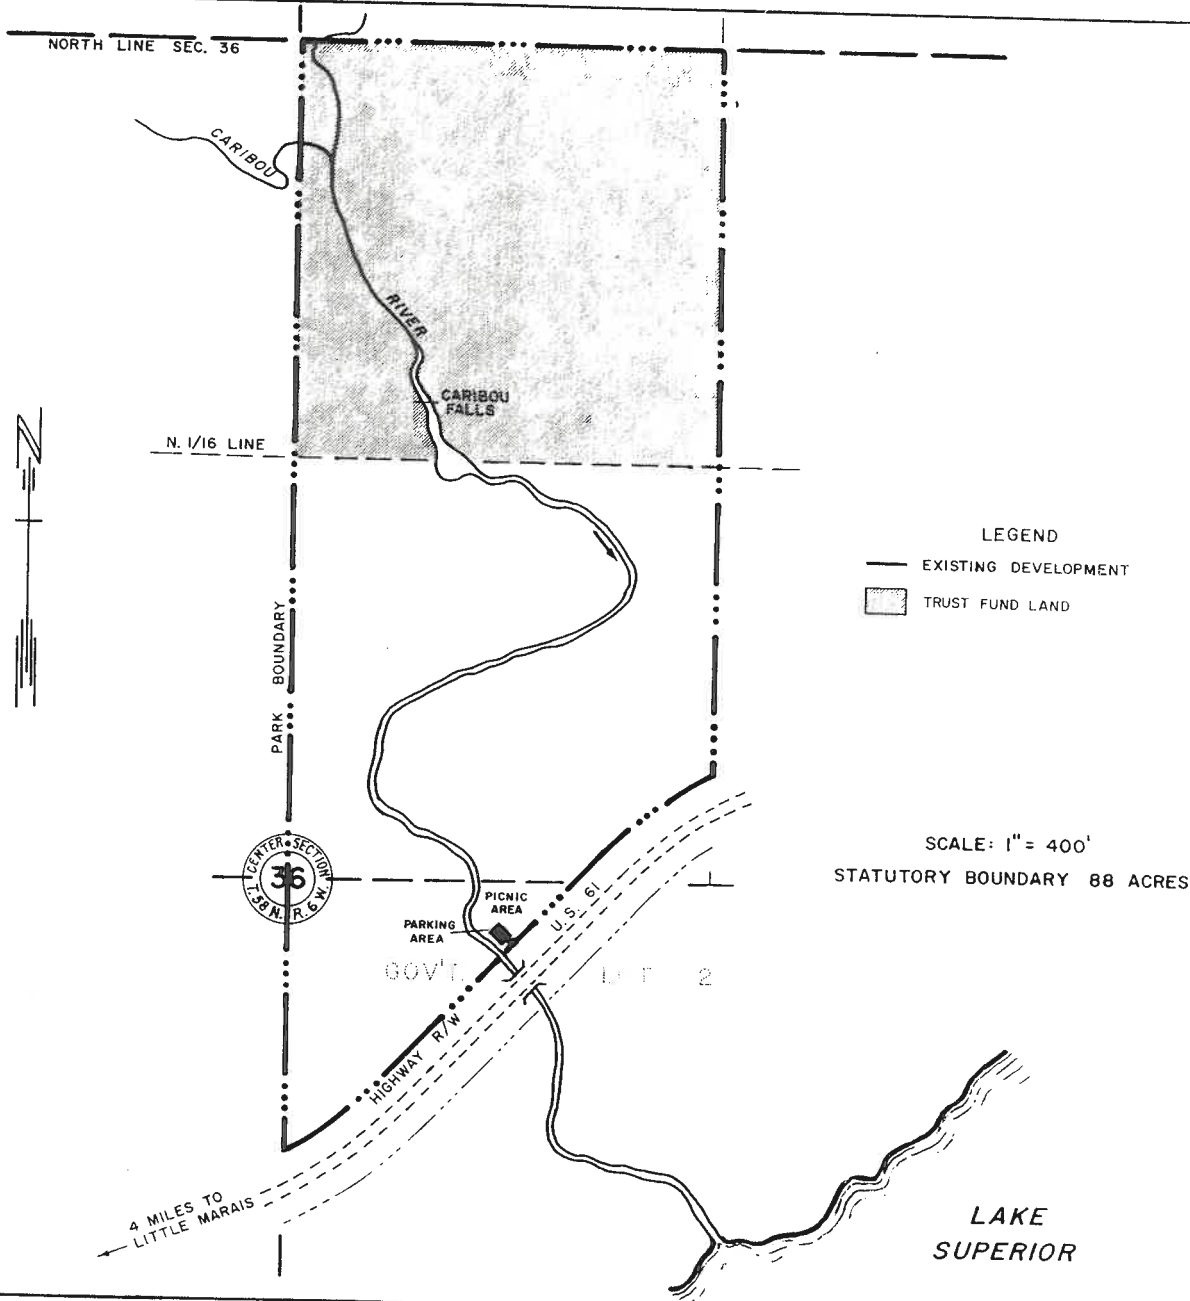 NORTH LINE SEC. 36
CARIBOU
RIVER
CARIBOU
FALLS
N. 1/16 LINE
N
LEGEND
EXISTING DEVELOPMENT
TRUST FUND LAND
PARK BOUNDARY
SCALE: 1" = 400'
STATUTORY BOUNDARY 88 ACRES
CENTER SECTION
36
T. 58 N. R. 6 W.
PICNIC
AREA
PARKING
AREA
U.S. 61
GOV'T. LOT 2
HIGHWAY R/W
4 MILES TO
LITTLE MARAIS
LAKE
SUPERIOR